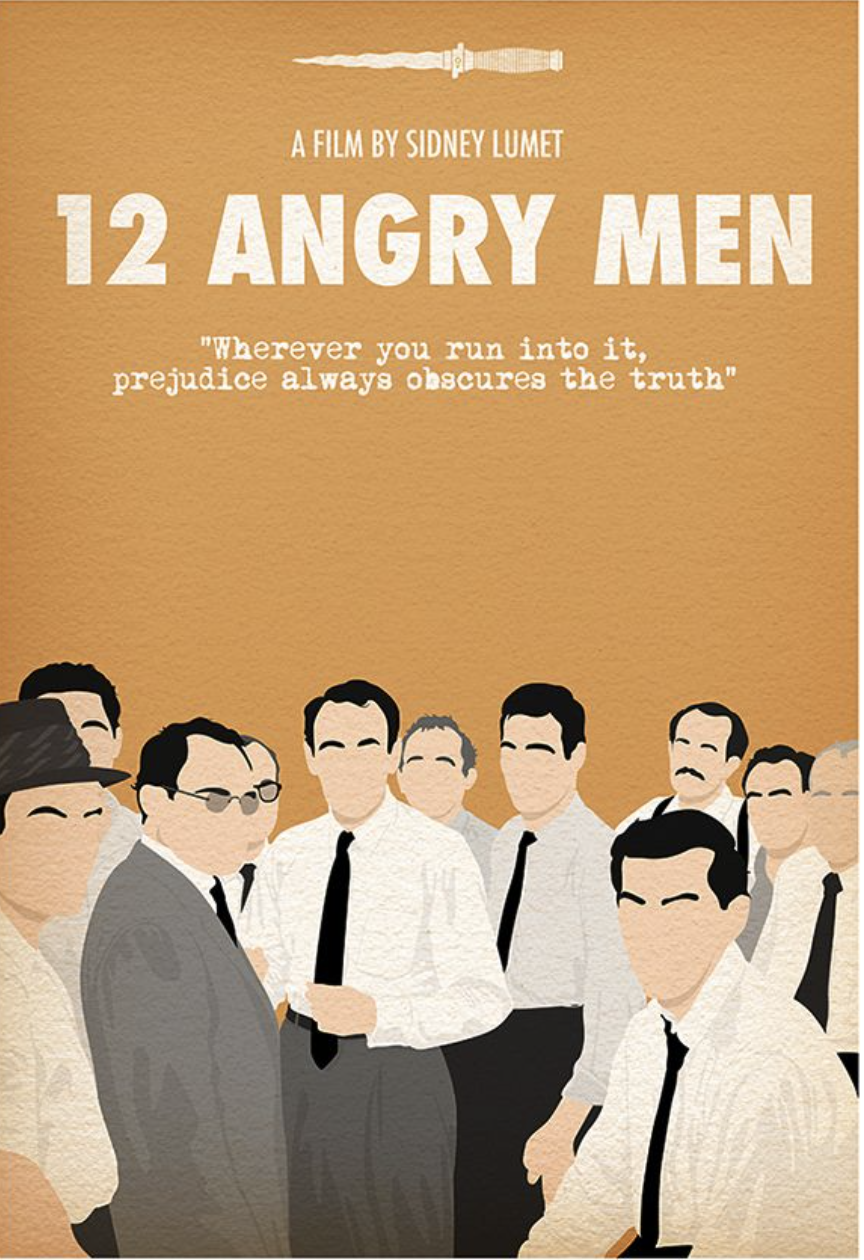 A FILM BY SIDNEY LUMET
12 ANGRY MEN
"Wherever you run into it,
prejudice always obscures the truth"